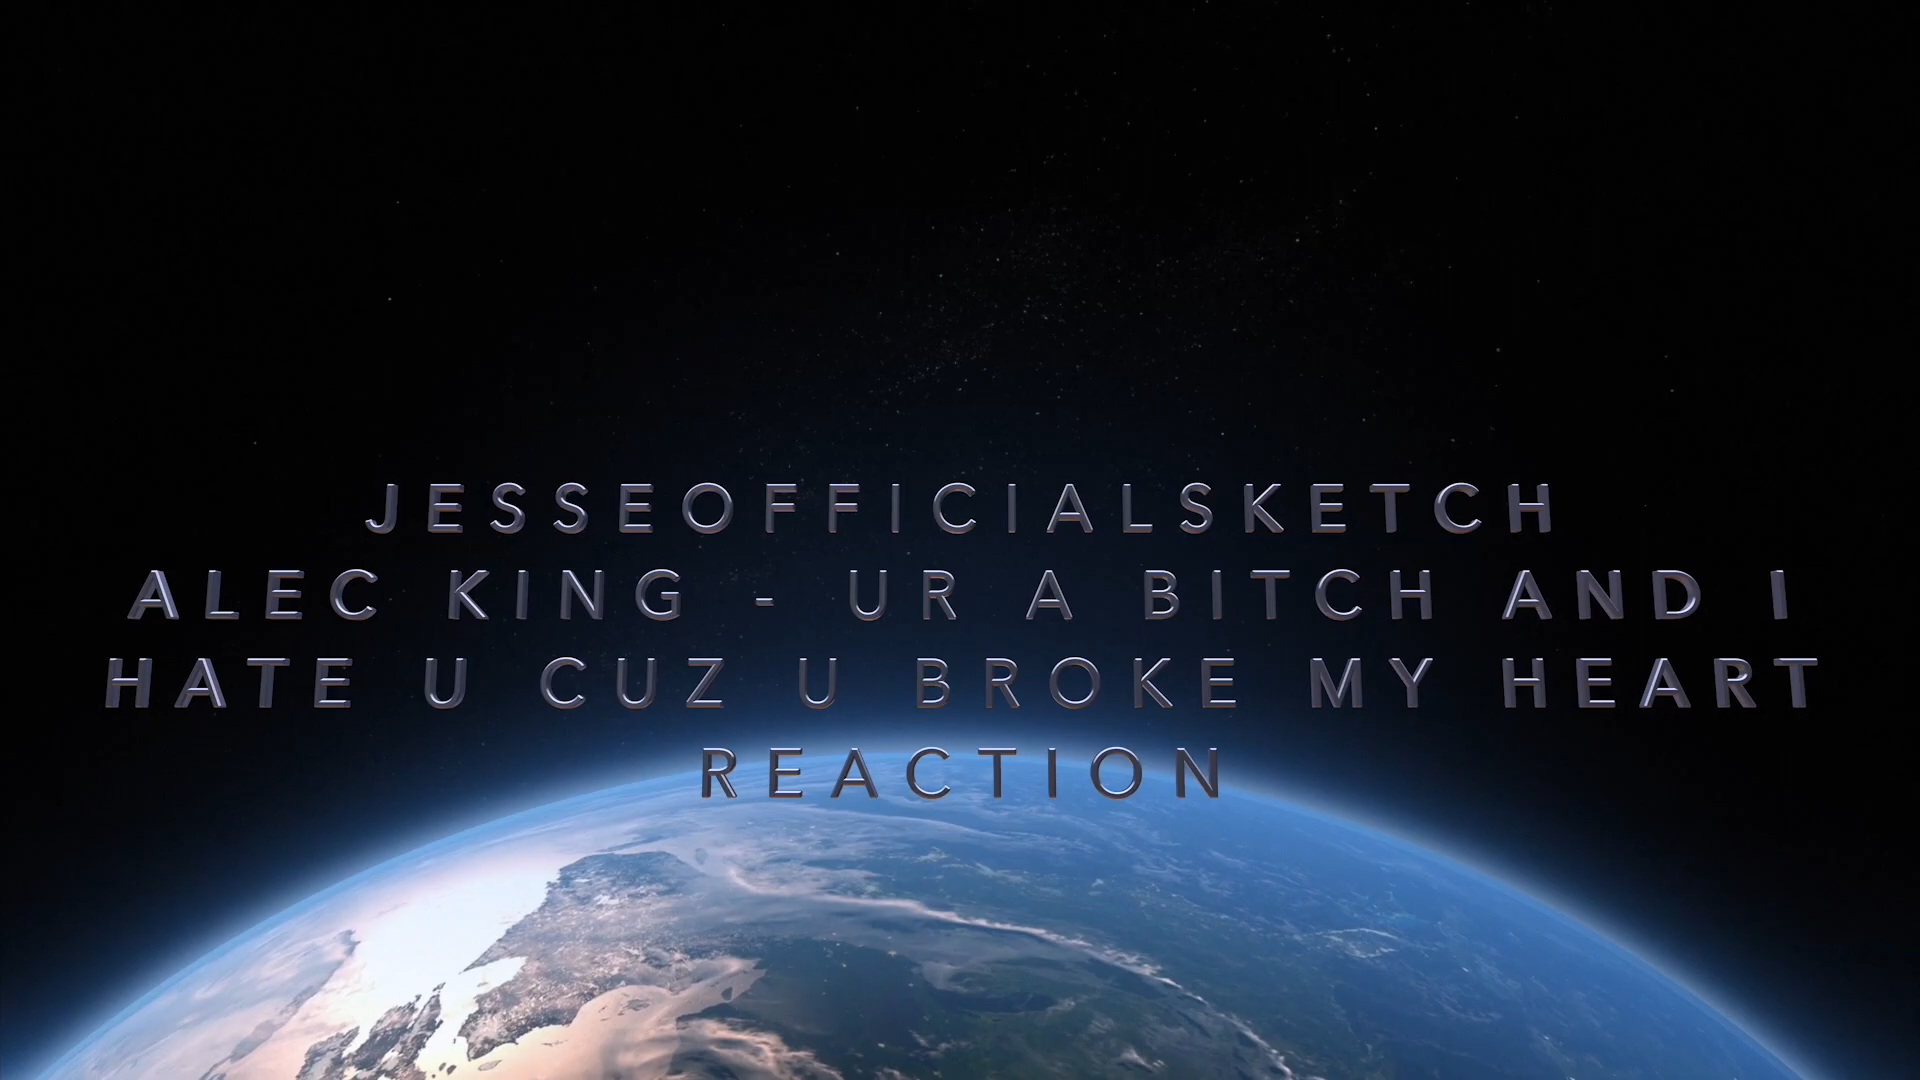 JESSEOFFICIALSKETCH
ALEC KING - UR A BITCH AND I
HATE U CUZ U BROKE MY HEART
REACTION